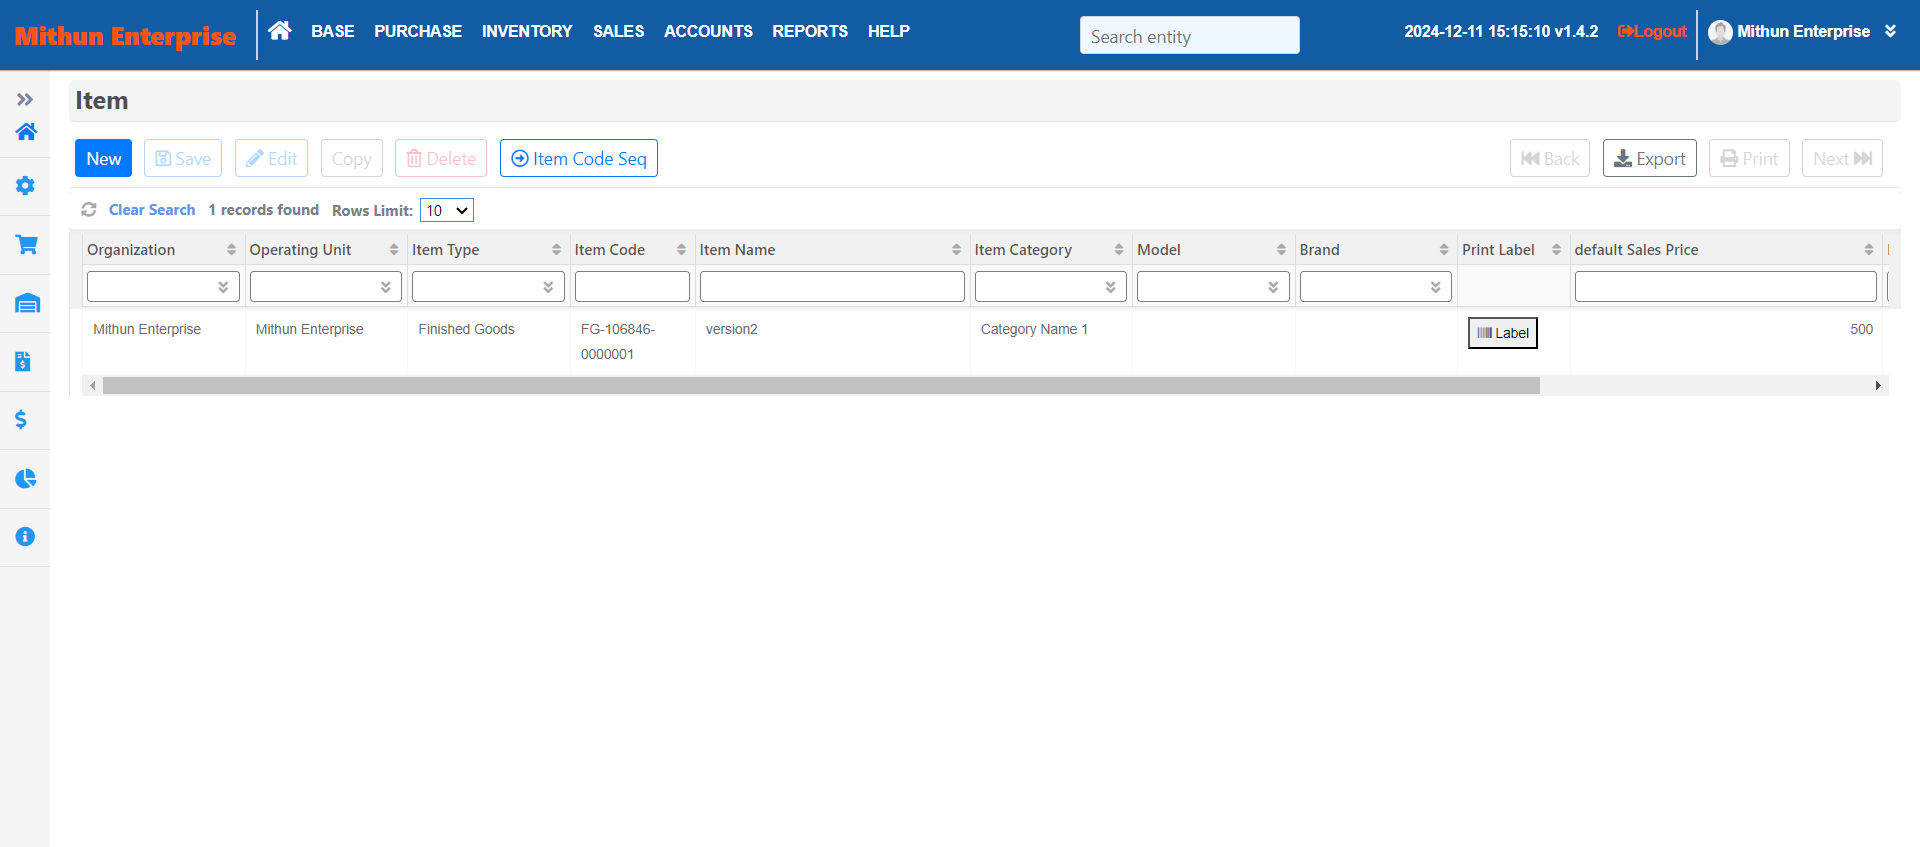 Mithun Enterprise
BASE PURCHASE INVENTORY SALES ACCOUNTS REPORTS HELP
Search entity
2024-12-11 15:15:10 v1.4.2
Logout
Mithun Enterprise
Item
New Save Edit Copy Delete Item Code Seq
Back Export Print Next
Clear Search 1 records found Rows Limit: 10
Organization Operating Unit Item Type Item Code Item Name Item Category Model Brand Print Label default Sales Price
Mithun Enterprise Mithun Enterprise Finished Goods FG-106846- version2 Category Name 1 Label 500
0000001